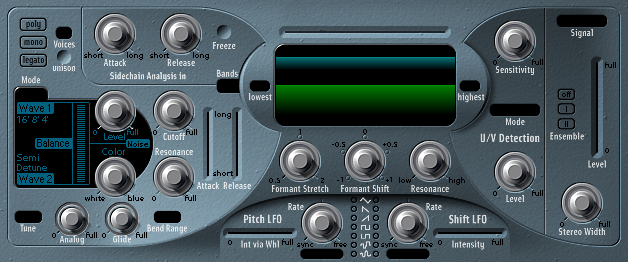 poly
mono
legato
Voices
unison
Mode
short
long
Attack
short
long
Release
Freeze
Sidechain Analysis in
Bands
lowest
highest
Sensitivity
full
Mode
U/V Detection
Level
full
Signal
full
off
I
II
Ensemble
0
Level
0
full
Stereo Width
Wave 1
16' 8' 4'
Balance
Semi
Detune
Wave 2
0
full
Level
Noise
Color
white
blue
0
full
Cutoff
Resonance
0
full
long
short
Attack
Release
Tune
0
full
Analog
0
full
Glide
Bend Range
1
0.5
2
Formant Stretch
0
-0.5
+0.5
-1
+1
Formant Shift
low
high
Resonance
Pitch LFO
0
full
Int via Whl
Rate
sync
free
Rate
sync
free
Shift LFO
0
full
Intensity